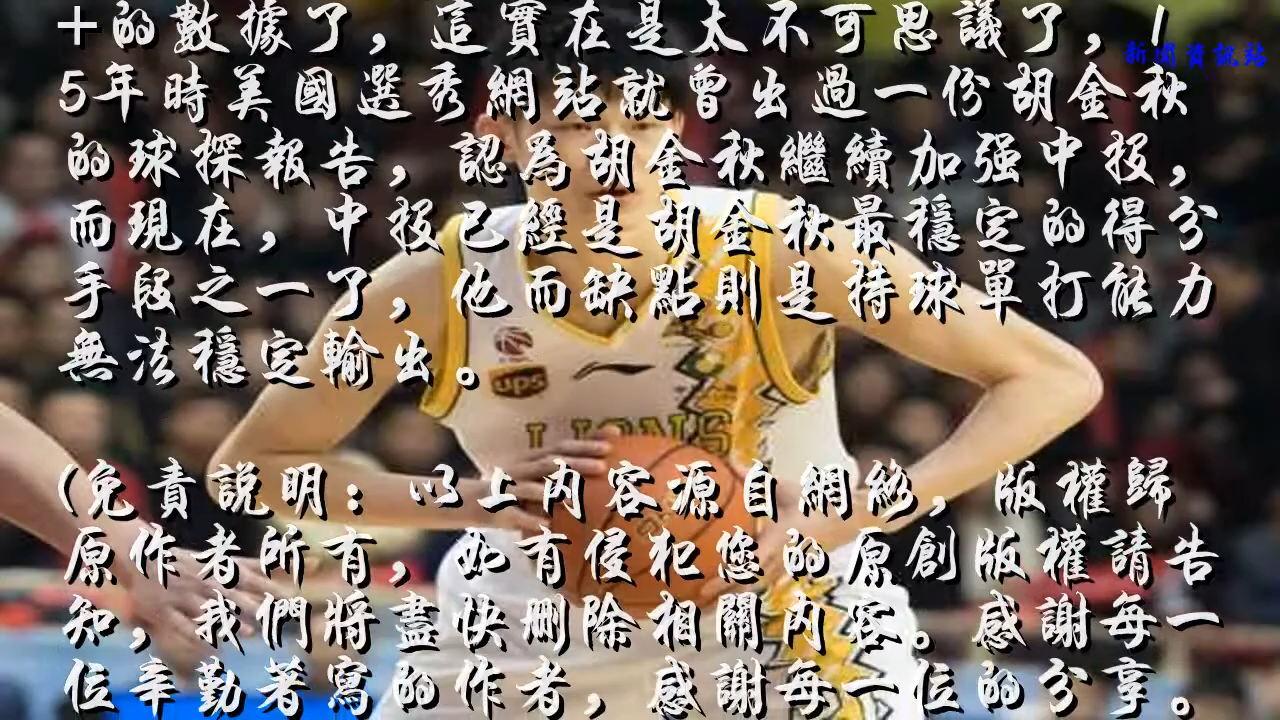 +的數據了，這實在是太不可思議了，1
新聞資訊站
5年時美國選秀網站就曾出過一份胡金秋
的球探報告，認為胡金秋繼續加强中投，
而現在，中投已經是胡金秋最穩定的得分
手段之一了，他而缺點則是持球單打能力
無法穩定輸出。
ups
LIONS
(免責説明：以上内容源自網絡，版權歸
原作者所有，如有侵犯您的原創版權請告
知，我們將盡快删除相關内容。感謝每一
位辛勤著寫的作者，感謝每一位的分享。